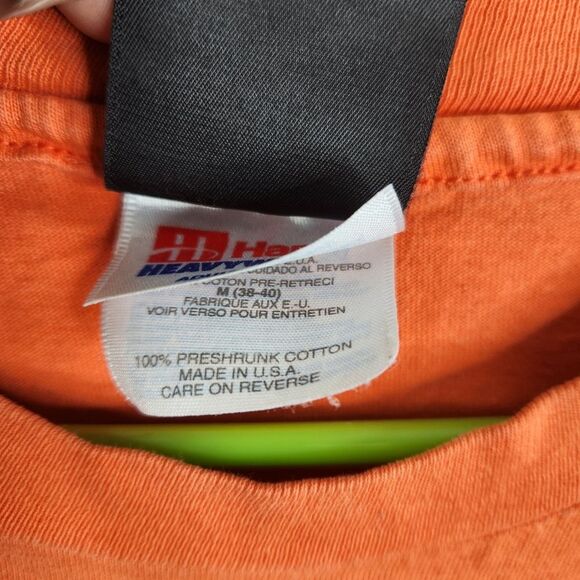 HEAVYW
E.U.A.
CUIDADO AL REVERSO
COTON PRE-RETRECI
M (38-40)
FABRIQUE AUX E.-U.
VOIR VERSO POUR ENTRETIEN
100% PRESHRUNK COTTON
MADE IN U.S.A.
CARE ON REVERSE